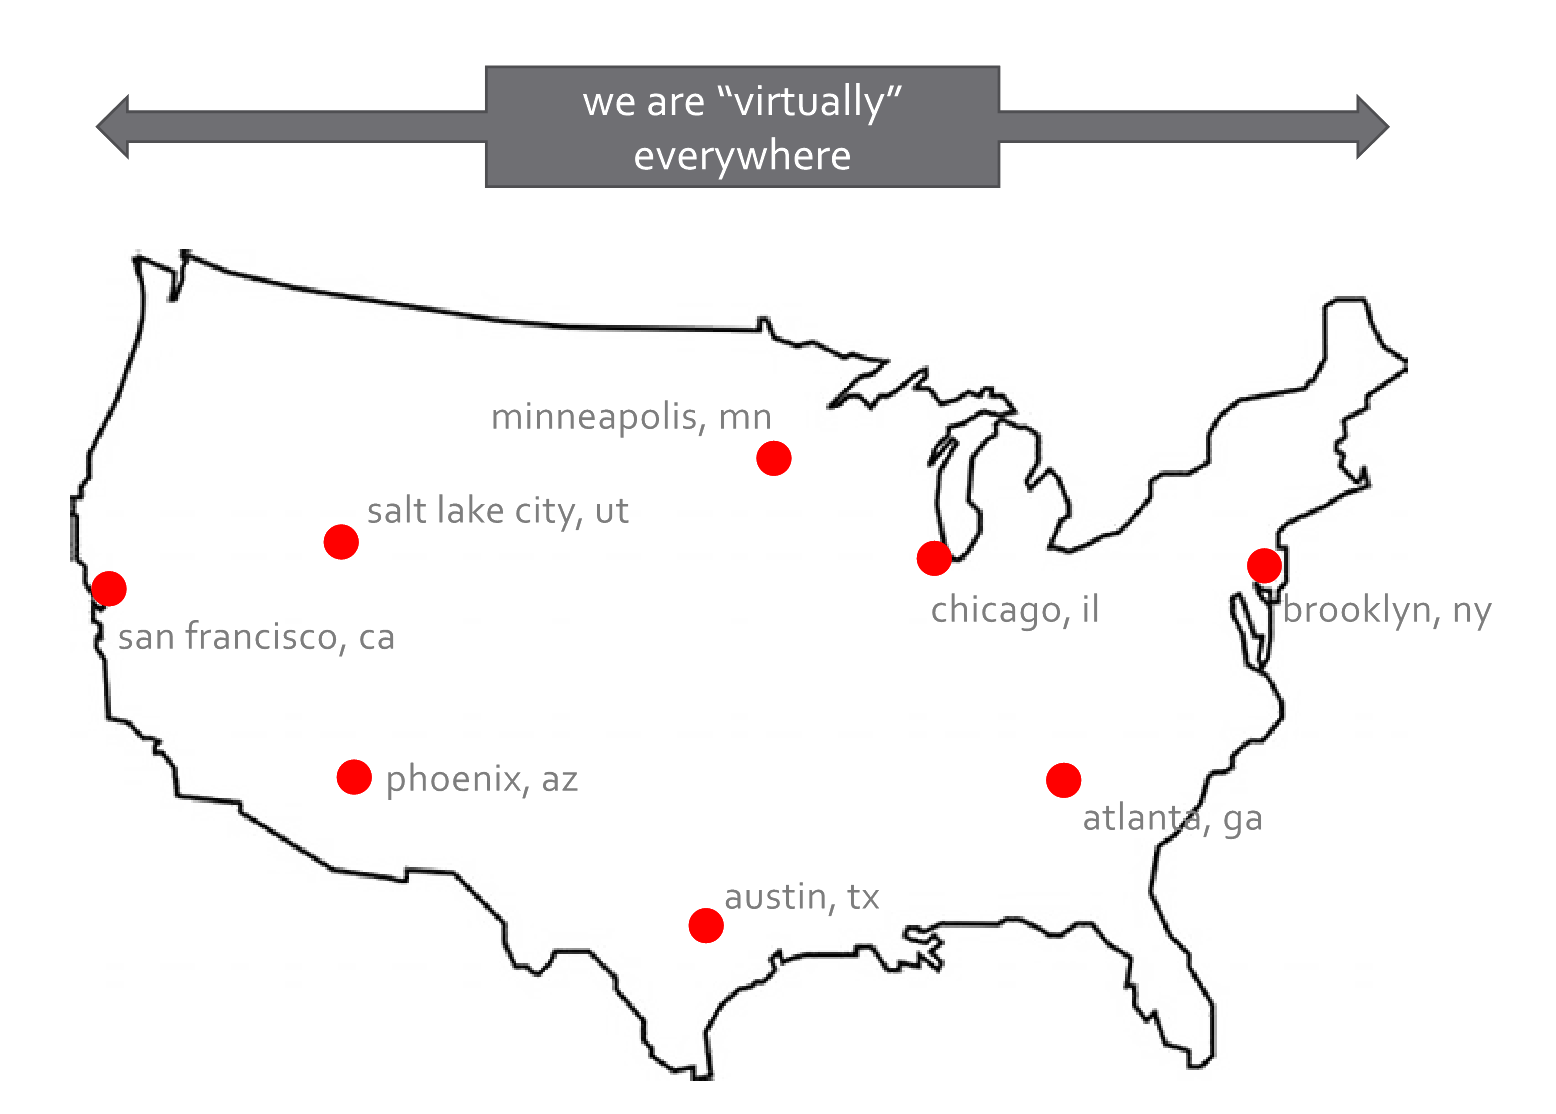 we are “virtually”
everywhere
minneapolis, mn
salt lake city, ut
san francisco, ca
chicago, il
brooklyn, ny
phoenix, az
atlanta, ga
austin, tx